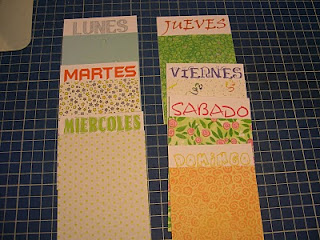 LUNES
MARTES
MIERCOLES
JUEVES
VIERNES
SABADO
DOMINGO